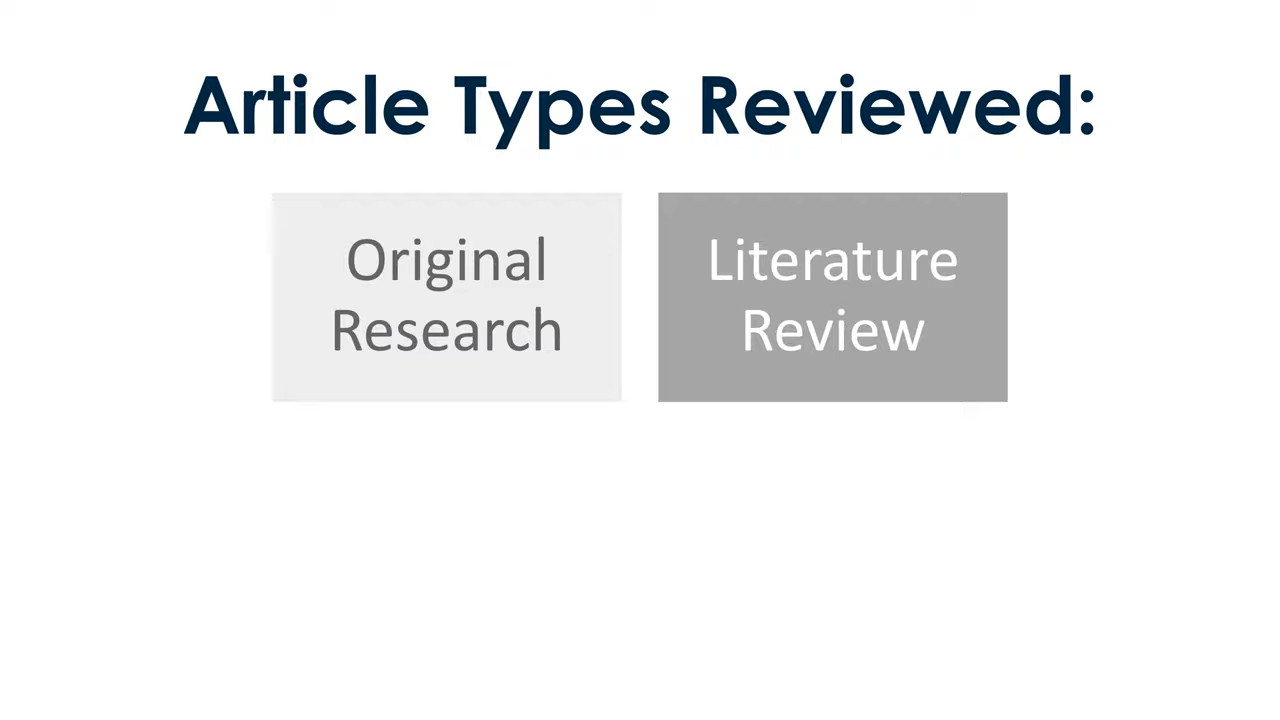 Article Types Reviewed:
Original
Research
Literature
Review